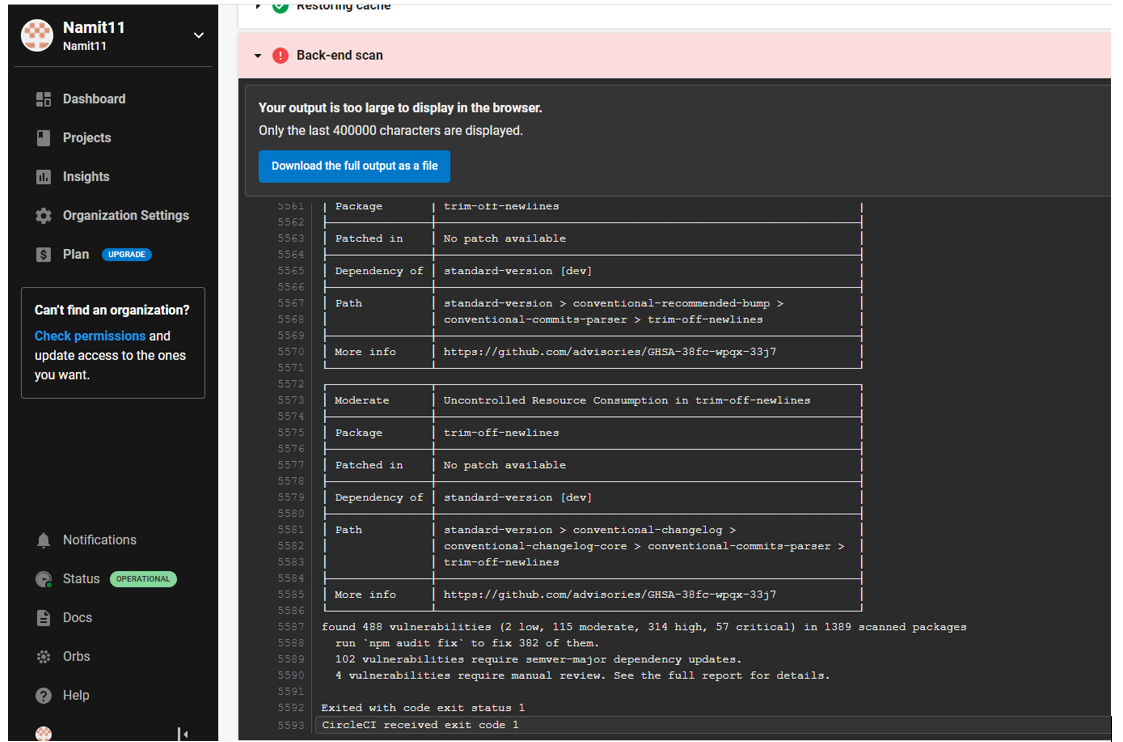 Namit11
Namit11
Dashboard
Projects
Insights
Organization Settings
Plan UPGRADE
Can't find an organization?
Check permissions and
update access to the ones
you want.
Notifications
Status OPERATIONAL
Docs
Orbs
Help
Restoring cache
Back-end scan
Your output is too large to display in the browser.
Only the last 400000 characters are displayed.
Download the full output as a file
5561 | Package | trim-off-newlines |
5562
5563 | Patched in | No patch available |
5564
5565 | Dependency of | standard-version [dev] |
5566
5567 | Path | standard-version > conventional-recommended-bump > |
5568 | | conventional-commits-parser > trim-off-newlines |
5569
5570 | More info | https://github.com/advisories/GHSA-38fc-wpqx-33j7 |
5571
5572
5573 | Moderate | Uncontrolled Resource Consumption in trim-off-newlines |
5574
5575 | Package | trim-off-newlines |
5576
5577 | Patched in | No patch available |
5578
5579 | Dependency of | standard-version [dev] |
5580
5581 | Path | standard-version > conventional-changelog > |
5582 | | conventional-changelog-core > conventional-commits-parser > |
5583 | | trim-off-newlines |
5584
5585 | More info | https://github.com/advisories/GHSA-38fc-wpqx-33j7 |
5586
5587 found 488 vulnerabilities (2 low, 115 moderate, 314 high, 57 critical) in 1389 scanned packages
5588 run `npm audit fix` to fix 382 of them.
5589 102 vulnerabilities require semver-major dependency updates.
5590 4 vulnerabilities require manual review. See the full report for details.
5591
5592 Exited with code exit status 1
5593 CircleCI received exit code 1